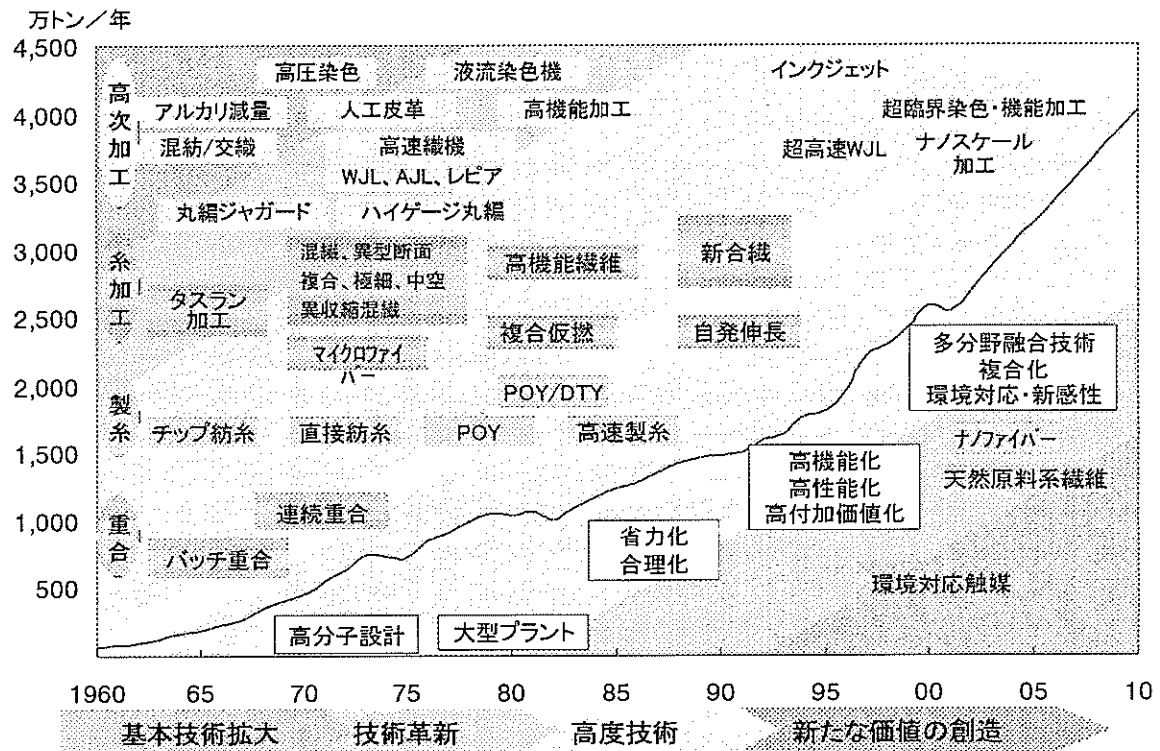 万トン／年
4,500
4,000
3,500
3,000
2,500
2,000
1,500
1,000
500
高次加工
糸加工
製糸
重合
高圧染色
液流染色機
インクジェット
アルカリ減量
人工皮革
高機能加工
超臨界染色・機能加工
混紡/交織
高速織機
超高速WJL
ナノスケール
加工
WJL、AJL、レピア
丸編ジャガード
ハイゲージ丸編
混繊、異型断面
複合、極細、中空
異収縮混繊
高機能繊維
新合繊
タスラン
加工
複合仮撚
自発伸長
マイクロファイ
バー
多分野融合技術
複合化
環境対応・新感性
POY/DTY
チップ紡糸
直接紡糸
POY
高速製糸
ナノファイバー
高機能化
高性能化
高付加価値化
天然原料系繊維
連続重合
省力化
合理化
バッチ重合
環境対応触媒
高分子設計
大型プラント
1960 65 70 75 80 85 90 95 00 05 10
基本技術拡大
技術革新
高度技術
新たな価値の創造